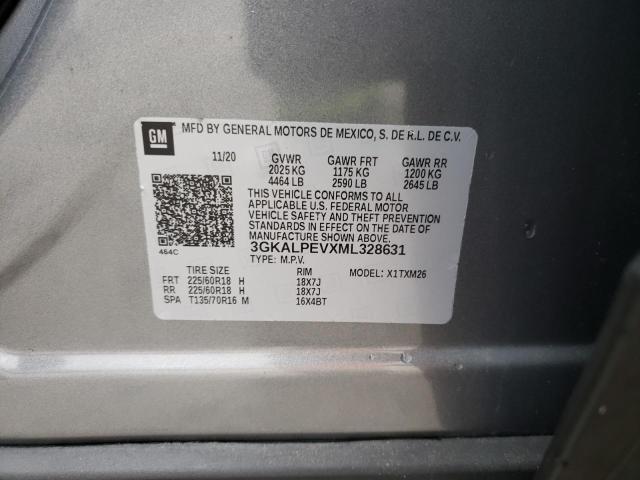 GM
MFD BY GENERAL MOTORS DE MEXICO, S. DE R.L. DE C.V.
11/20 GVWR GAWR FRT GAWR RR
2025 KG 1175 KG 1200 KG
4464 LB 2590 LB 2645 LB
THIS VEHICLE CONFORMS TO ALL
APPLICABLE U.S. FEDERAL MOTOR
VEHICLE SAFETY AND THEFT PREVENTION
STANDARDS IN EFFECT ON THE DATE OF
MANUFACTURE SHOWN ABOVE.
464C
3GKALPEVXML328631
TYPE: M.P.V. MODEL: X1TXM26
TIRE SIZE RIM
FRT 225/60R18 H 18X7J
RR 225/60R18 H 18X7J
SPA T135/70R16 M 16X4BT